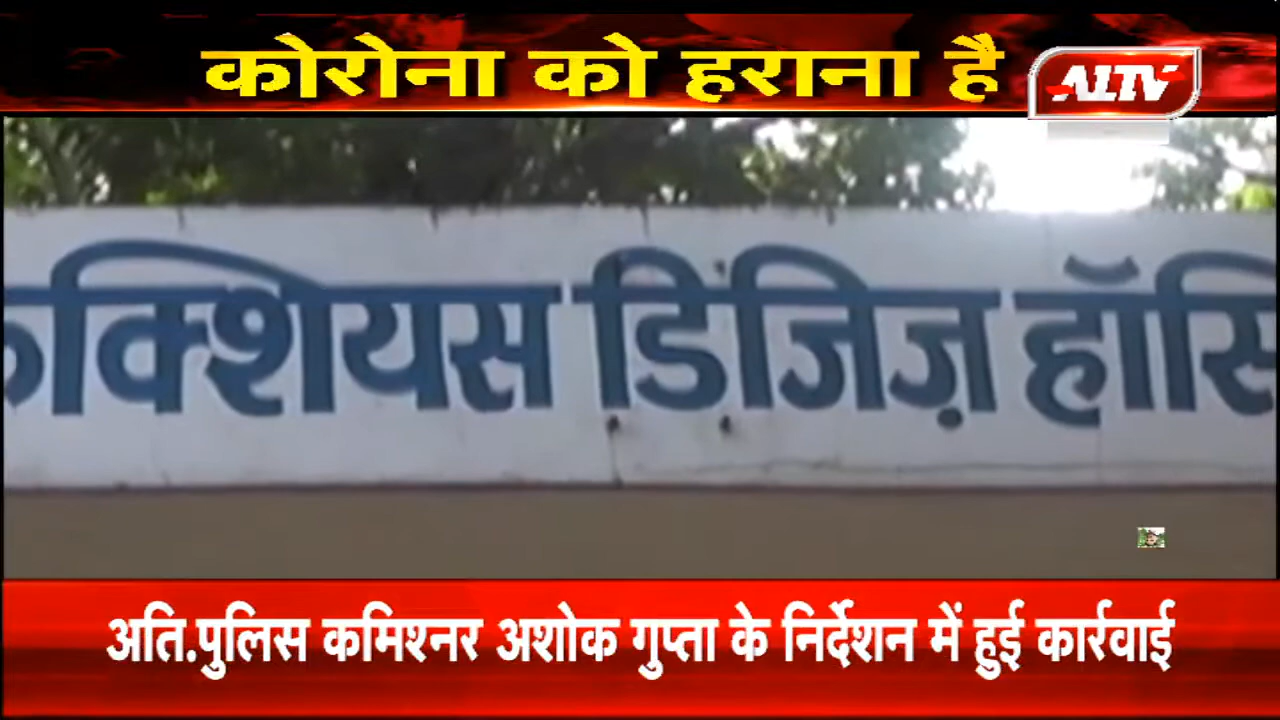 कोरोना को हराना है
ALTV
क्शियस डिजिज़ हॉस्पि
अति.पुलिस कमिश्नर अशोक गुप्ता के निर्देशन में हुई कार्रवाई